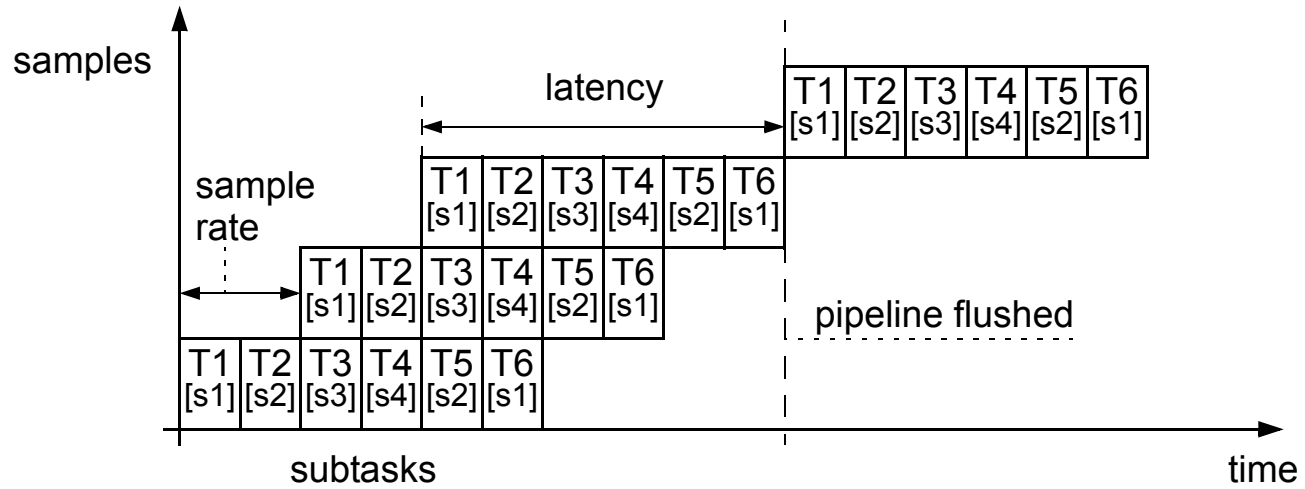 samples
latency
T1 T2 T3 T4 T5 T6
[s1] [s2] [s3] [s4] [s2] [s1]
sample
rate
T1 T2 T3 T4 T5 T6
[s1] [s2] [s3] [s4] [s2] [s1]
T1 T2 T3 T4 T5 T6
[s1] [s2] [s3] [s4] [s2] [s1]
pipeline flushed
T1 T2 T3 T4 T5 T6
[s1] [s2] [s3] [s4] [s2] [s1]
subtasks
time